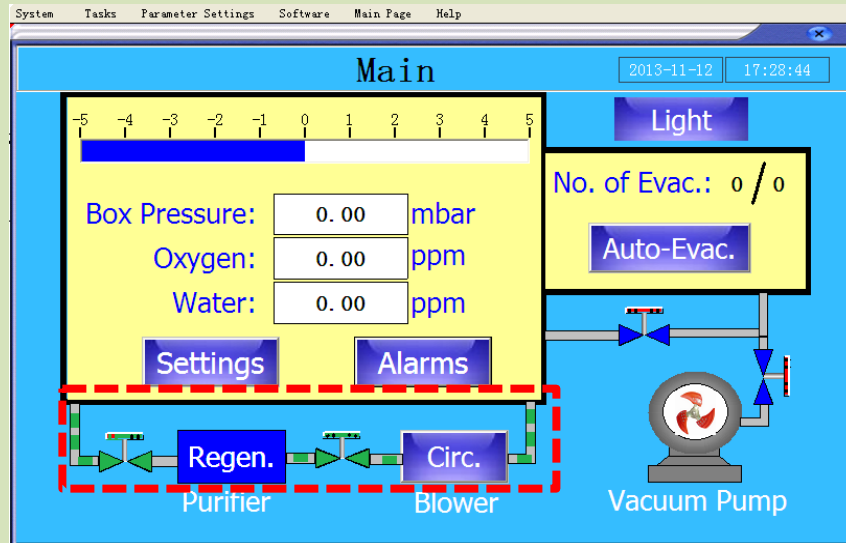 System Tasks Parameter Settings Software Main Page Help
Main 2013-11-12 17:28:44
-5 -4 -3 -2 -1 0 1 2 3 4 5
Light
No. of Evac.: 0 / 0
Box Pressure: 0.00 mbar
Auto-Evac.
Oxygen: 0.00 ppm
Water: 0.00 ppm
Settings Alarms
Regen. Circ.
Purifier Blower Vacuum Pump